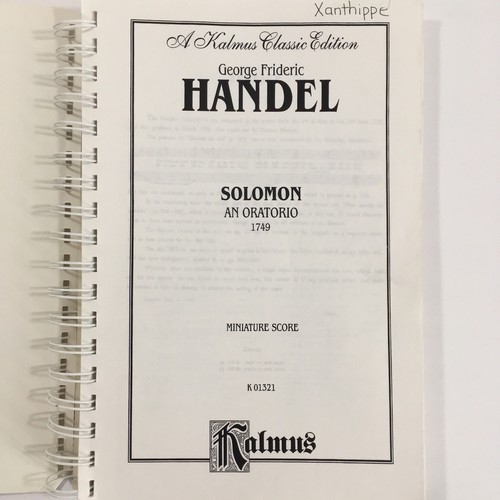 Xanthippe
A Kalmus Classic Edition
George Frideric
HANDEL
SOLOMON
AN ORATORIO
1749
MINIATURE SCORE
K 01321
Kalmus